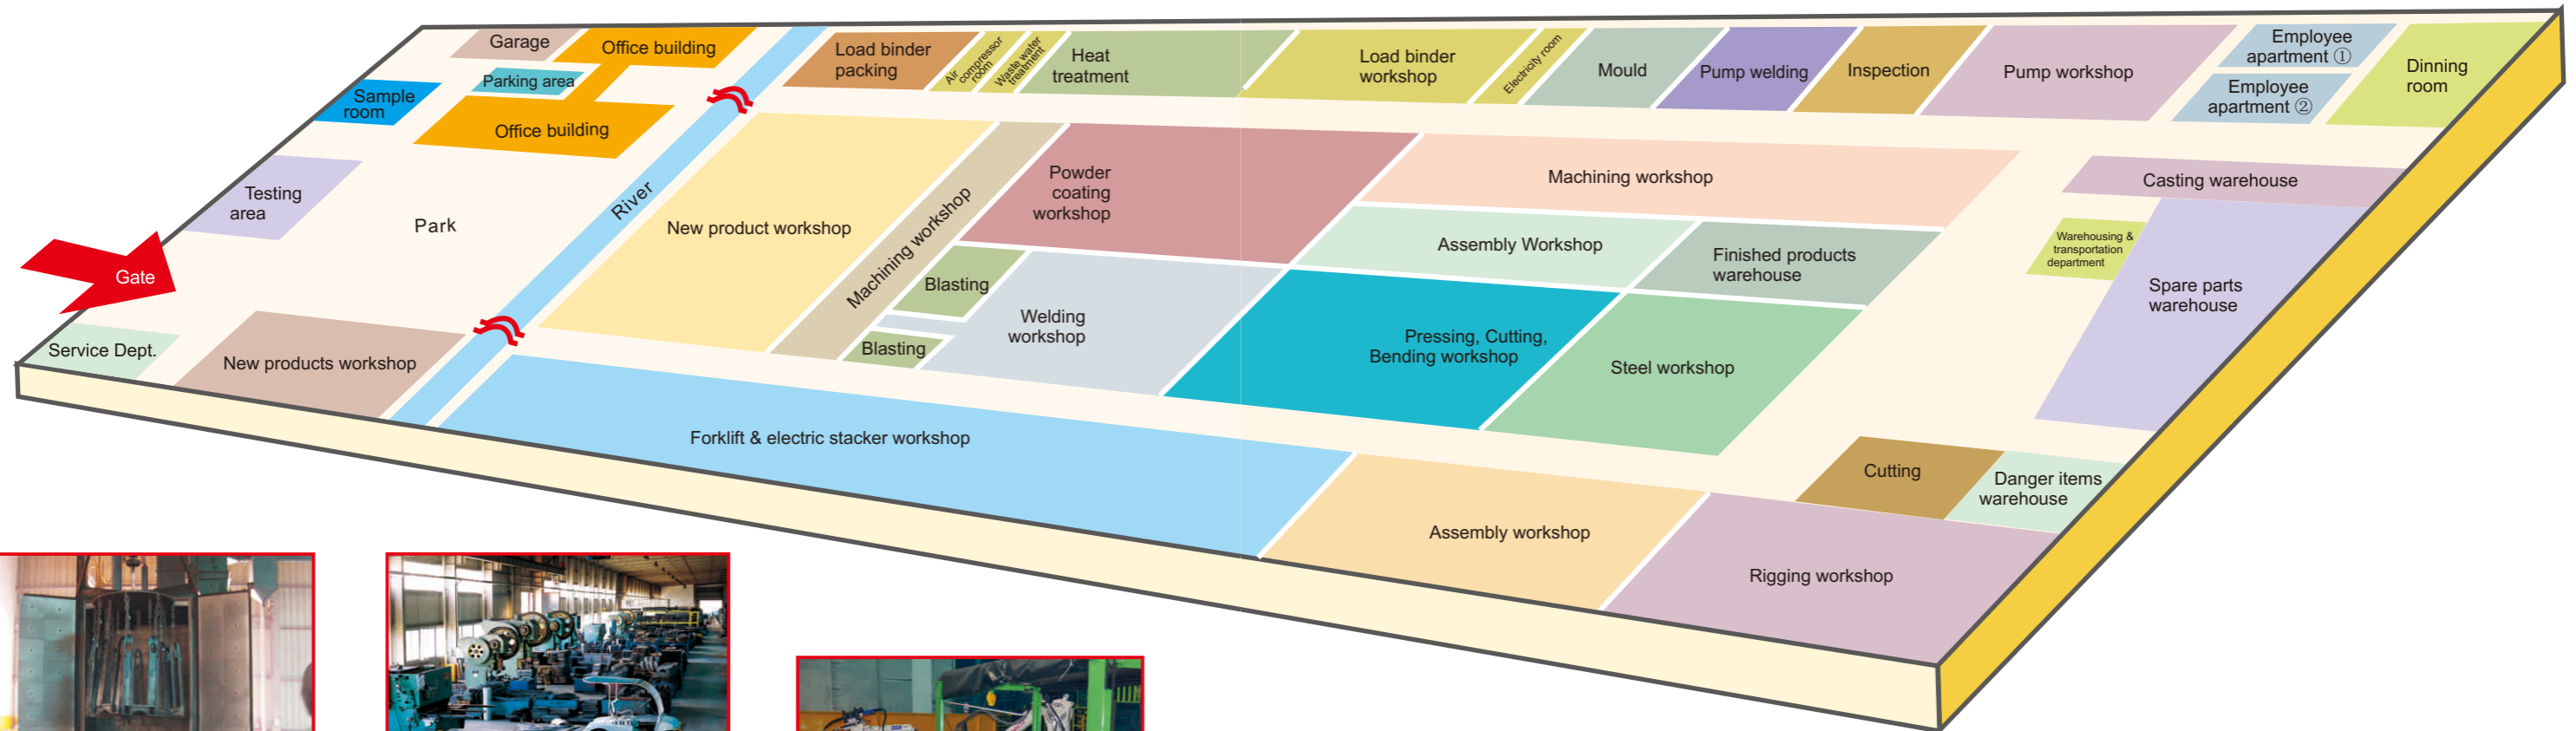 Garage
Office building
Parking area
Sample
room
Office building
Testing
area
Park
Gate
Service Dept.
New products workshop
River
Load binder
packing
Air
compressor
room
Waste water
treatment
Heat
treatment
Load binder
workshop
Electricity room
Mould
Pump welding
Inspection
Pump workshop
Employee
apartment ①
Employee
apartment ②
Dinning
room
New product workshop
Machining workshop
Powder
coating
workshop
Blasting
Blasting
Welding
workshop
Machining workshop
Assembly Workshop
Finished products
warehouse
Pressing, Cutting,
Bending workshop
Steel workshop
Casting warehouse
Warehousing &
transportation
department
Spare parts
warehouse
Forklift & electric stacker workshop
Assembly workshop
Rigging workshop
Cutting
Danger items
warehouse